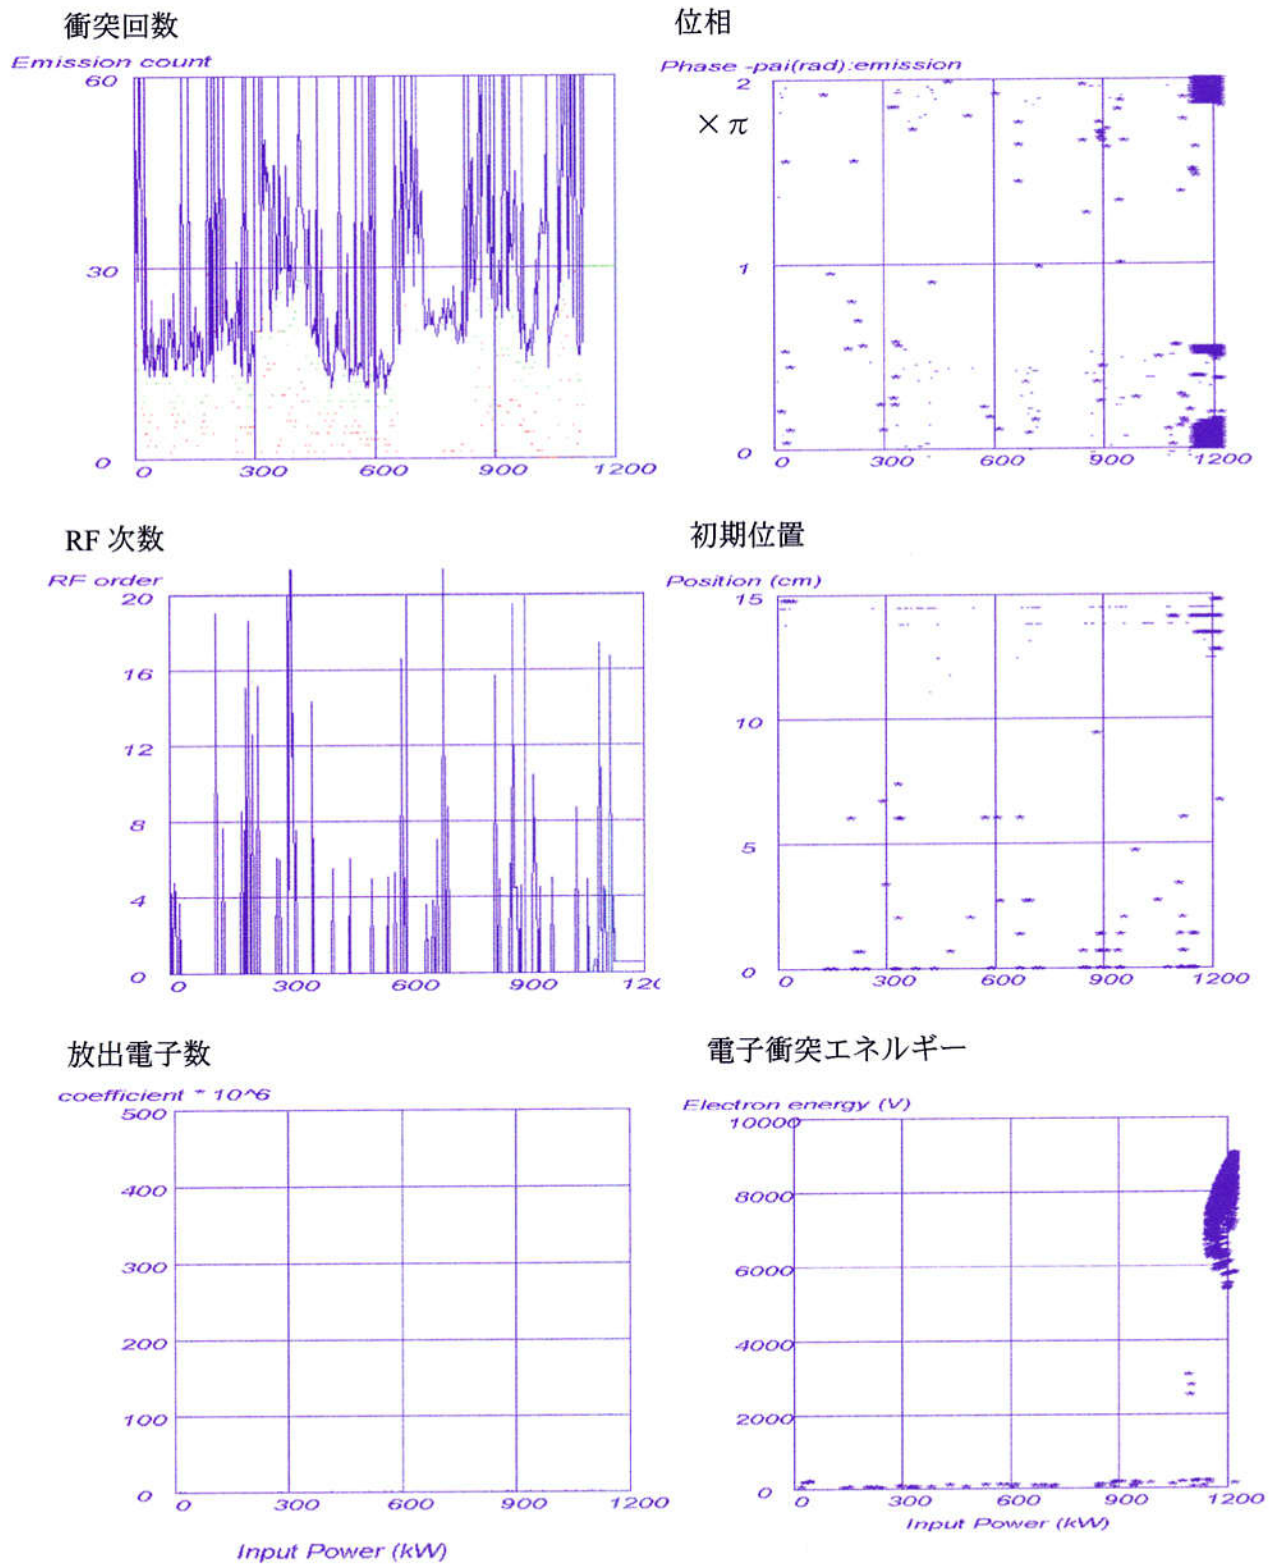 衝突回数
Emission count
60
30
0
0 300 600 900 1200
位相
Phase -pai(rad):emission
2
× π
1
0
0 300 600 900 1200
RF 次数
RF order
20
16
12
8
4
0
0 300 600 900 120
初期位置
Position (cm)
15
10
5
0
0 300 600 900 1200
放出電子数
coefficient * 10^6
500
400
300
200
100
0
0 300 600 900 1200
Input Power (kW)
電子衝突エネルギー
Electron energy (V)
10000
8000
6000
4000
2000
0
0 300 600 900 1200
Input Power (kW)